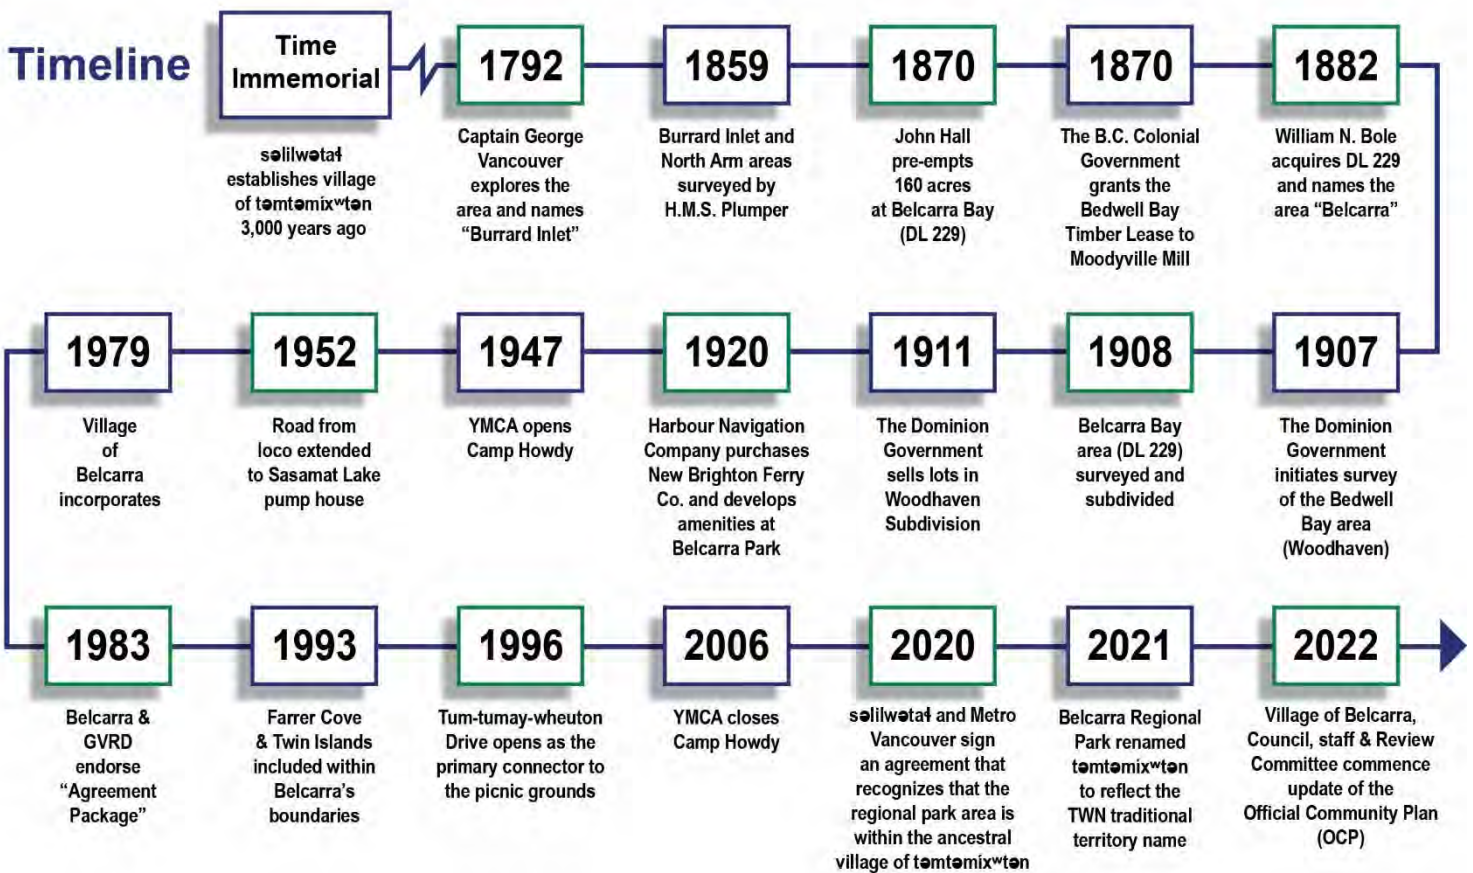 Timeline
Time
Immemorial
səlilwətaɬ
establishes village
of təmtəmixʷtən
3,000 years ago
1792
Captain George
Vancouver
explores the
area and names
“Burrard Inlet”
1859
Burrard Inlet and
North Arm areas
surveyed by
H.M.S. Plumper
1870
John Hall
pre-empts
160 acres
at Belcarra Bay
(DL 229)
1870
The B.C. Colonial
Government
grants the
Bedwell Bay
Timber Lease to
Moodyville Mill
1882
William N. Bole
acquires DL 229
and names the
area “Belcarra”
1979
Village
of
Belcarra
incorporates
1952
Road from
Ioco extended
to Sasamat Lake
pump house
1947
YMCA opens
Camp Howdy
1920
Harbour Navigation
Company purchases
New Brighton Ferry
Co. and develops
amenities at
Belcarra Park
1911
The Dominion
Government
sells lots in
Woodhaven
Subdivision
1908
Belcarra Bay
area (DL 229)
surveyed and
subdivided
1907
The Dominion
Government
initiates survey
of the Bedwell
Bay area
(Woodhaven)
1983
Belcarra &
GVRD
endorse
“Agreement
Package”
1993
Farrer Cove
& Twin Islands
included within
Belcarra’s
boundaries
1996
Tum-tumay-wheuton
Drive opens as the
primary connector to
the picnic grounds
2006
YMCA closes
Camp Howdy
2020
səlilwətaɬ and Metro
Vancouver sign
an agreement that
recognizes that the
regional park area is
within the ancestral
village of təmtəmixʷtən
2021
Belcarra Regional
Park renamed
təmtəmixʷtən
to reflect the
TWN traditional
territory name
2022
Village of Belcarra,
Council, staff & Review
Committee commence
update of the
Official Community Plan
(OCP)